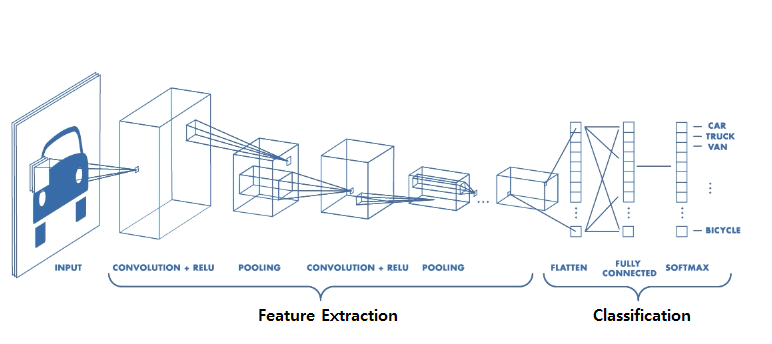 CAR
TRUCK
VAN
BICYCLE
INPUT
CONVOLUTION + RELU
POOLING
CONVOLUTION + RELU
POOLING
FLATTEN
FULLY
CONNECTED
SOFTMAX
Feature Extraction
Classification